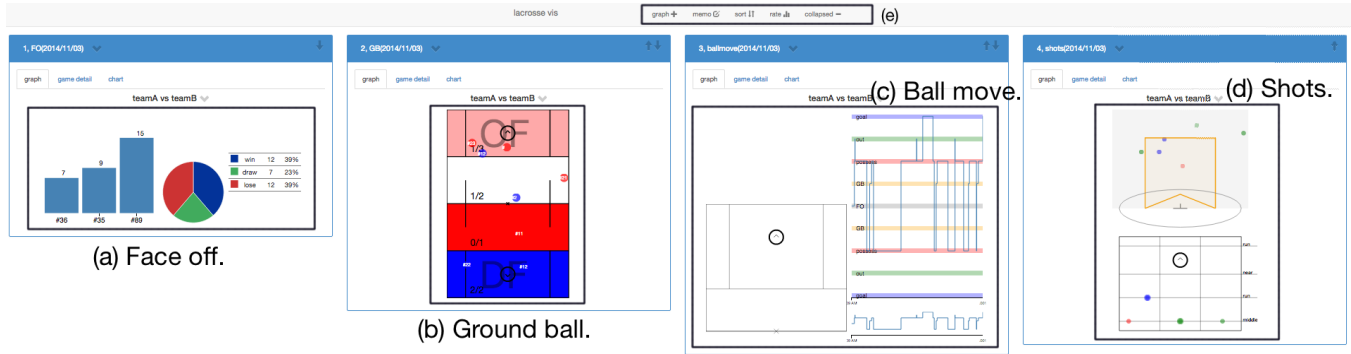 lacrosse vis
graph memo sort rate collapsed
(e)
1, FO(2014/11/03)
graph game detail chart
teamA vs teamB
7
9
15
#36
#35
#89
win 12 39%
draw 7 23%
lose 12 39%
(a) Face off.
2, GB(2014/11/03)
graph game detail chart
teamA vs teamB
OF
1/3
1/2
#11
0/1
#22
#12
DF
2/2
(b) Ground ball.
3, ballmove(2014/11/03)
graph game detail chart
(c) Ball move.
teamA vs teamB
goal
out
possess
GB
FO
GB
possess
out
goal
4, shots(2014/11/03)
graph game detail chart
teamA vs teamB
(d) Shots.
run
near
run
middle